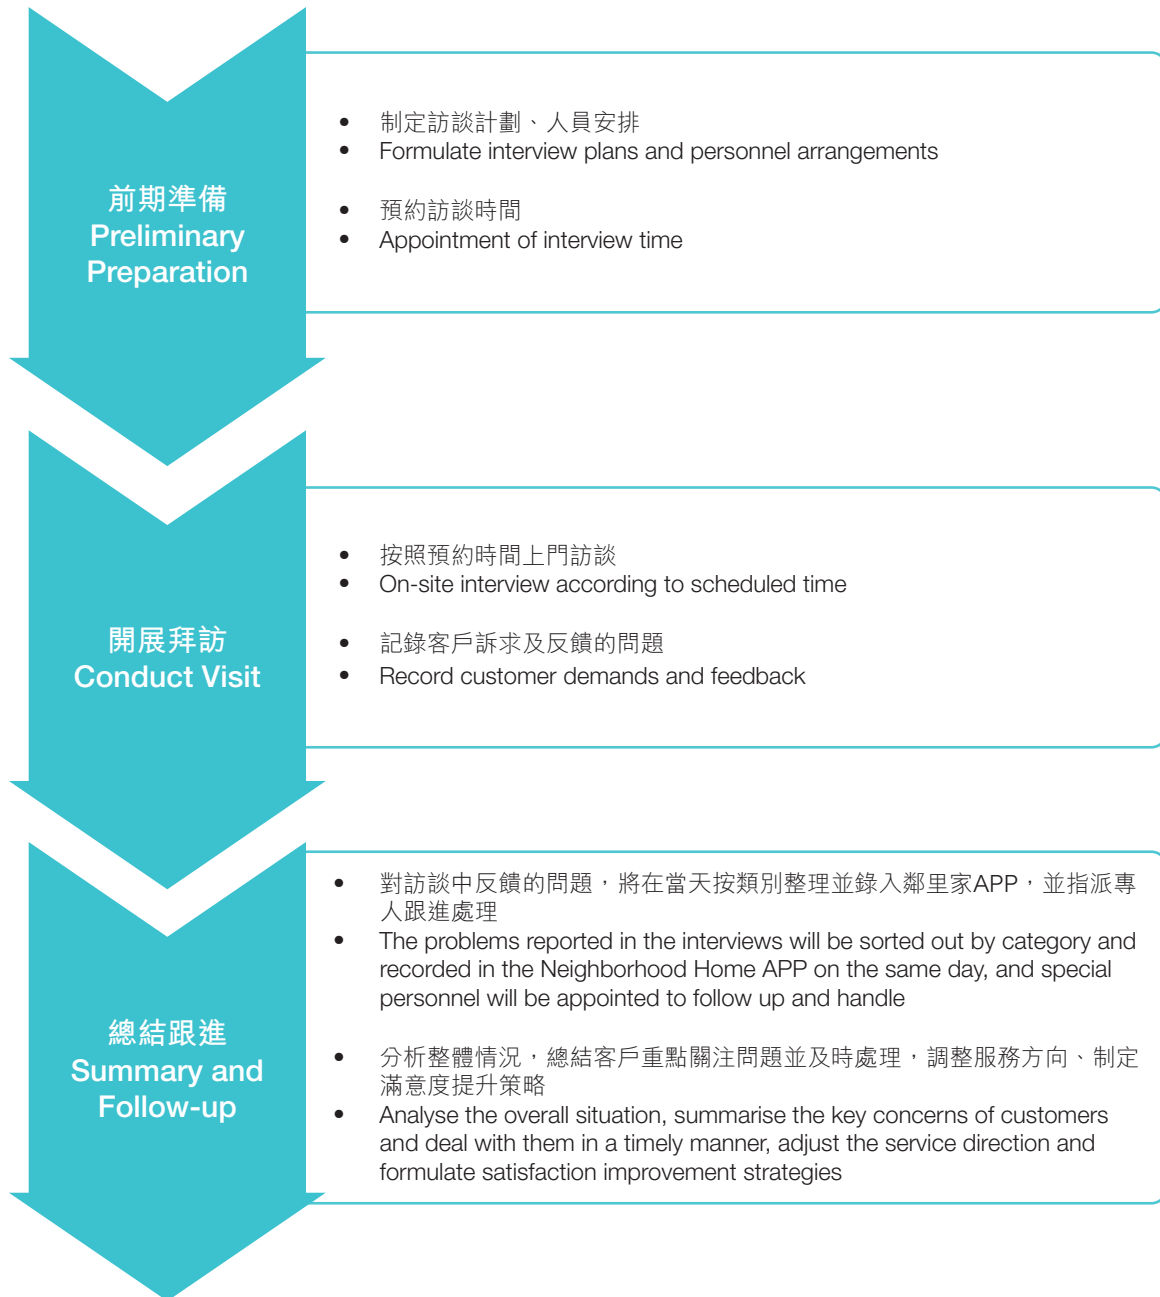 前期準備
Preliminary
Preparation
• 制定訪談計劃、人員安排
• Formulate interview plans and personnel arrangements
• 預約訪談時間
• Appointment of interview time
開展拜訪
Conduct Visit
• 按照預約時間上門訪談
• On-site interview according to scheduled time
• 記錄客戶訴求及反饋的問題
• Record customer demands and feedback
總結跟進
Summary and
Follow-up
• 對訪談中反饋的問題，將在當天按類別整理並錄入鄰里家APP，並指派專
人跟進處理
• The problems reported in the interviews will be sorted out by category and
recorded in the Neighborhood Home APP on the same day, and special
personnel will be appointed to follow up and handle
• 分析整體情況，總結客戶重點關注問題並及時處理，調整服務方向、制定
滿意度提升策略
• Analyse the overall situation, summarise the key concerns of customers
and deal with them in a timely manner, adjust the service direction and
formulate satisfaction improvement strategies